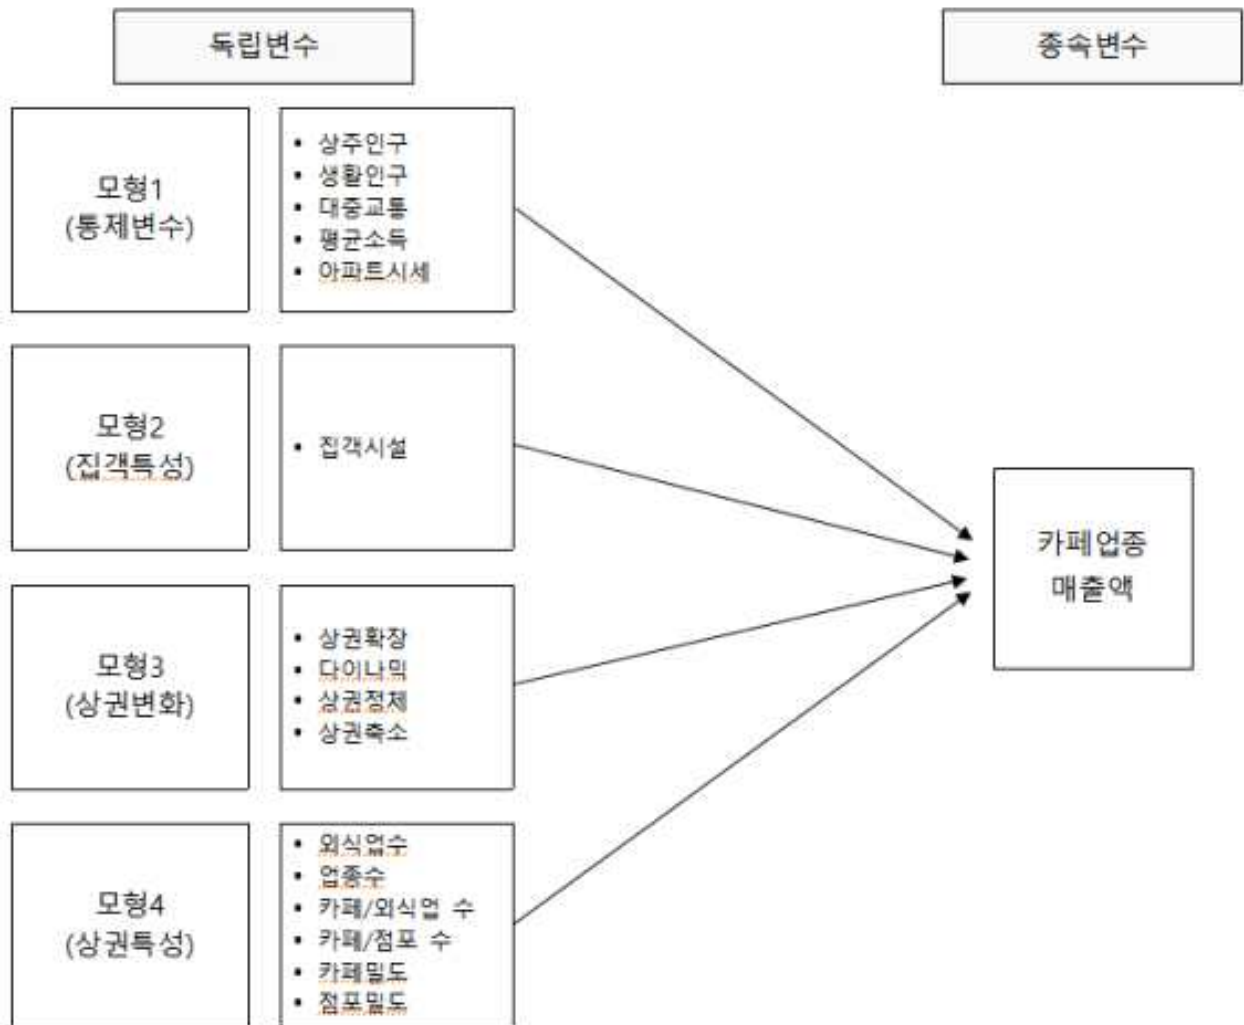 독립변수
종속변수
모형1
(통제변수)
• 상주인구
• 생활인구
• 대중교통
• 평균소득
• 아파트시세
모형2
(집객특성)
• 집객시설
모형3
(상권변화)
• 상권확장
• 다이나믹
• 상권정체
• 상권축소
모형4
(상권특성)
• 외식업수
• 업종수
• 카페/외식업 수
• 카페/점포 수
• 카페밀도
• 점포밀도
카페업종
매출액